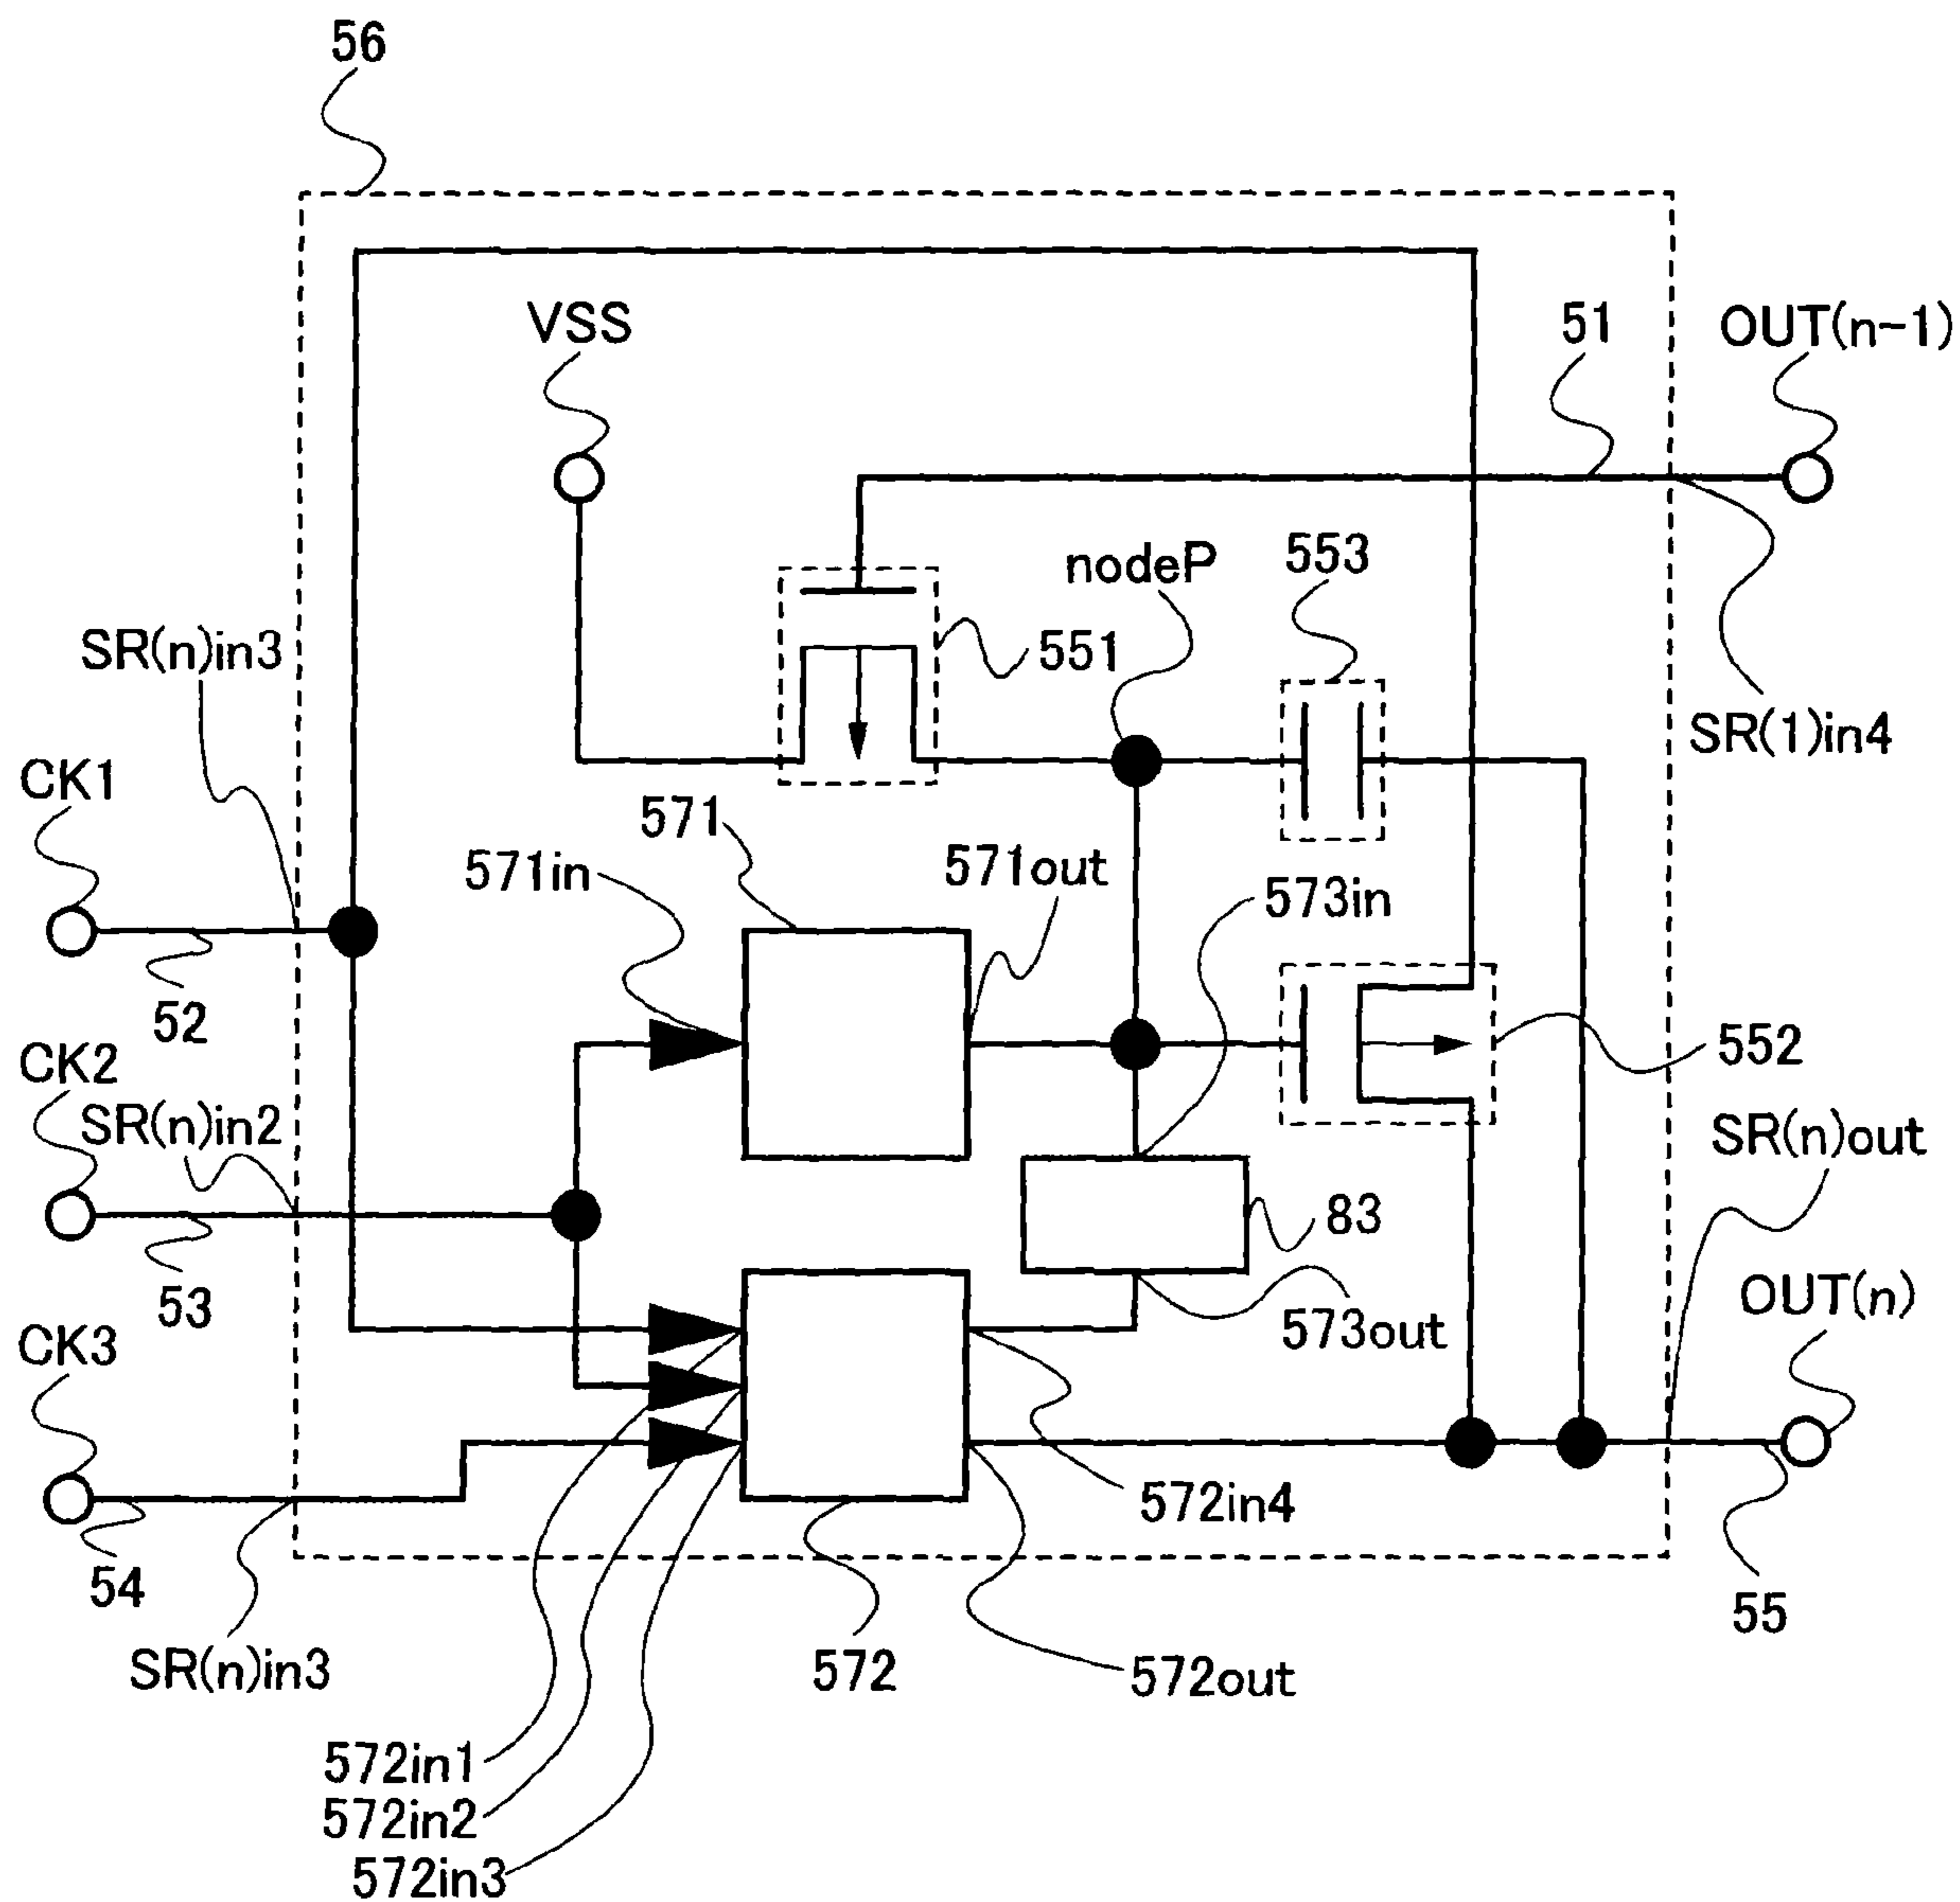 56
VSS
51
OUT(n-1)
nodeP
553
SR(n)in3
551
SR(1)in4
CK1
571
571in
571out
573in
52
CK2
552
SR(n)in2
SR(n)out
83
53
OUT(n)
CK3
573out
572in4
54
55
SR(n)in3
572
572out
572in1
572in2
572in3